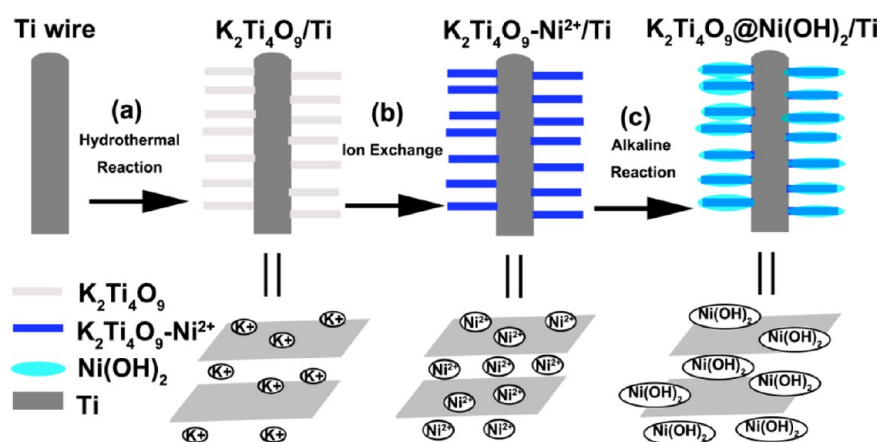 Ti wire
K₂Ti₄O₉/Ti
K₂Ti₄O₉-Ni²⁺/Ti
K₂Ti₄O₉@Ni(OH)₂/Ti
(a)
Hydrothermal
Reaction
(b)
Ion Exchange
(c)
Alkaline
Reaction
K₂Ti₄O₉
K₂Ti₄O₉-Ni²⁺
Ni(OH)₂
Ti
K+
K+
K+
K+
K+
K+
K+
K+
Ni²⁺
Ni²⁺
Ni²⁺
Ni²⁺
Ni²⁺
Ni²⁺
Ni²⁺
Ni²⁺
Ni²⁺
Ni²⁺
Ni²⁺
Ni(OH)₂
Ni(OH)₂
Ni(OH)₂
Ni(OH)₂
Ni(OH)₂
Ni(OH)₂
Ni(OH)₂